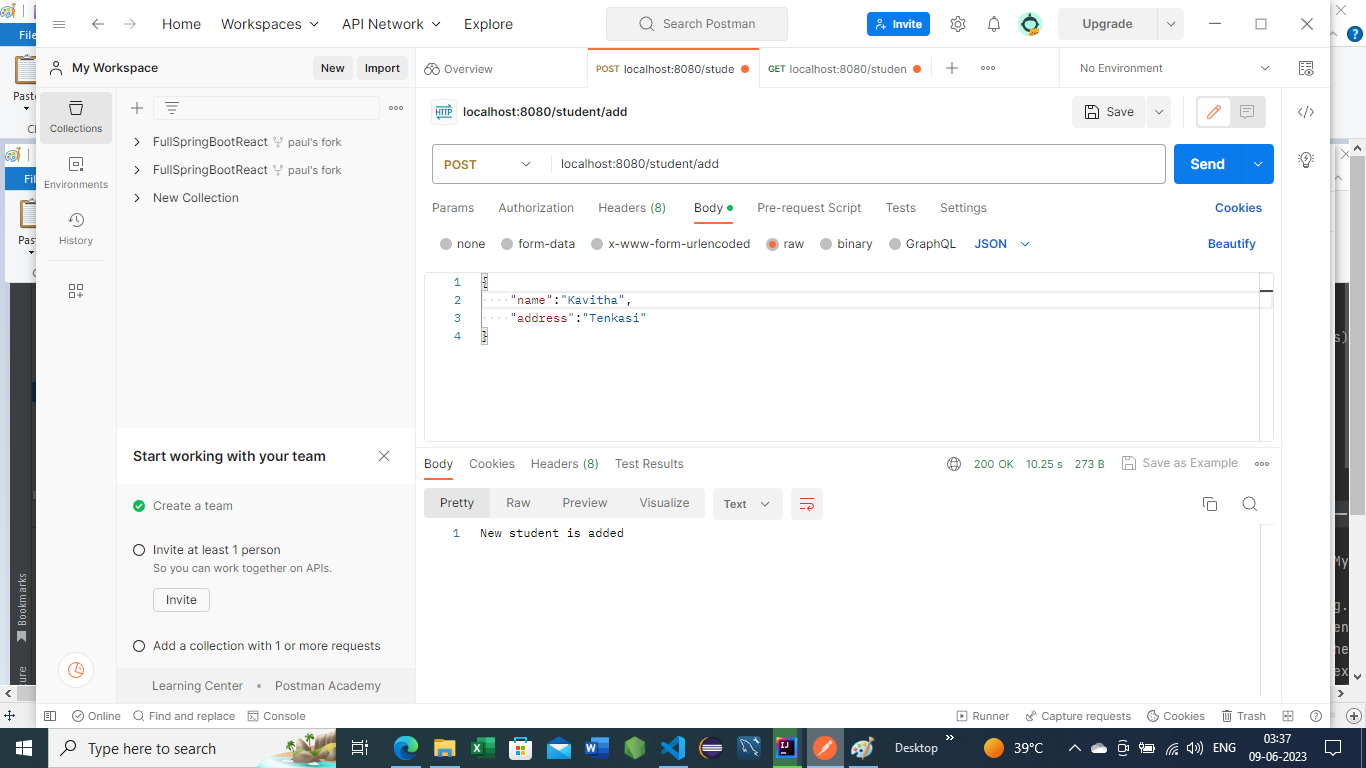 File
Home
Workspaces
API Network
Explore
Search Postman
Invite
Upgrade
My Workspace
New
Import
Overview
POST localhost:8080/stude
GET localhost:8080/studen
No Environment
Collections
Environments
History
FullSpringBootReact paul's fork
FullSpringBootReact paul's fork
New Collection
HTTP localhost:8080/student/add
Save
POST
localhost:8080/student/add
Send
Params
Authorization
Headers (8)
Body
Pre-request Script
Tests
Settings
Cookies
none
form-data
x-www-form-urlencoded
raw
binary
GraphQL
JSON
Beautify
1 {
2 "name":"Kavitha",
3 "address":"Tenkasi"
4 }
Start working with your team
Create a team
Invite at least 1 person
So you can work together on APIs.
Invite
Add a collection with 1 or more requests
Learning Center • Postman Academy
Body
Cookies
Headers (8)
Test Results
200 OK
10.25 s
273 B
Save as Example
Pretty
Raw
Preview
Visualize
Text
1 New student is added
Bookmarks
Online
Find and replace
Console
Runner
Capture requests
Cookies
Trash
Type here to search
Desktop
39°C
ENG
03:37
09-06-2023